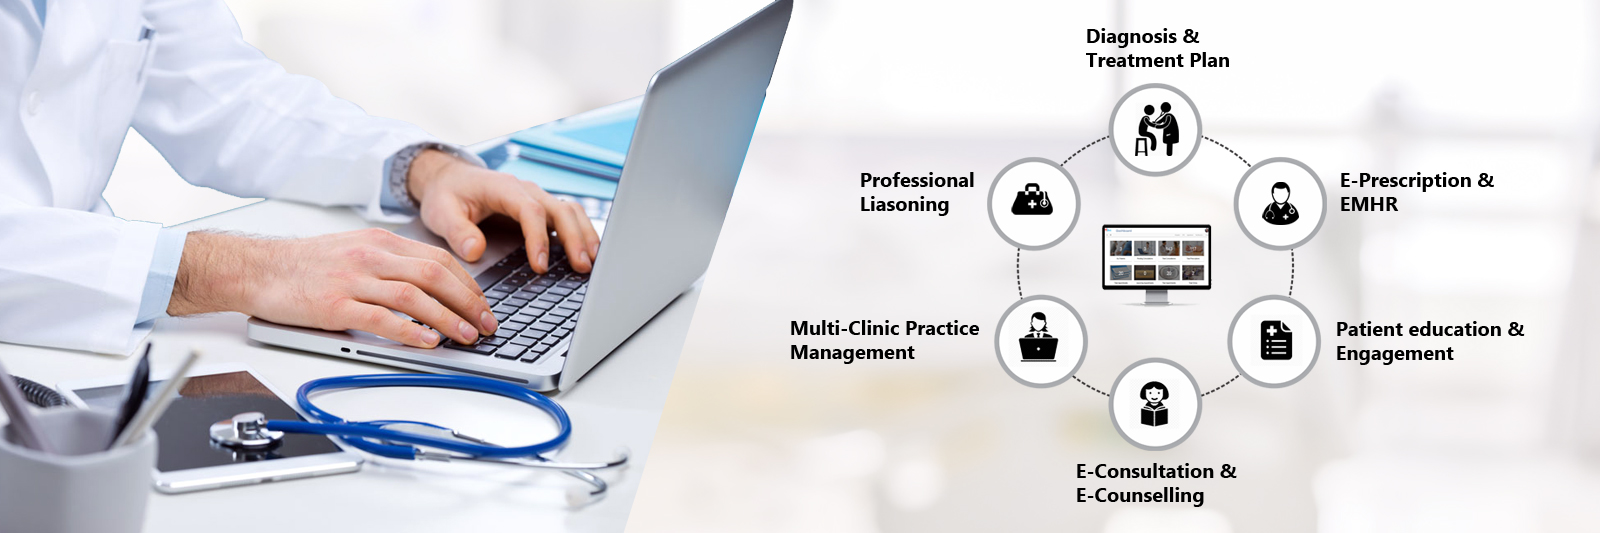 Diagnosis &
Treatment Plan
Professional
Liasoning
E-Prescription &
EMHR
Multi-Clinic Practice
Management
Patient education &
Engagement
E-Consultation &
E-Counselling